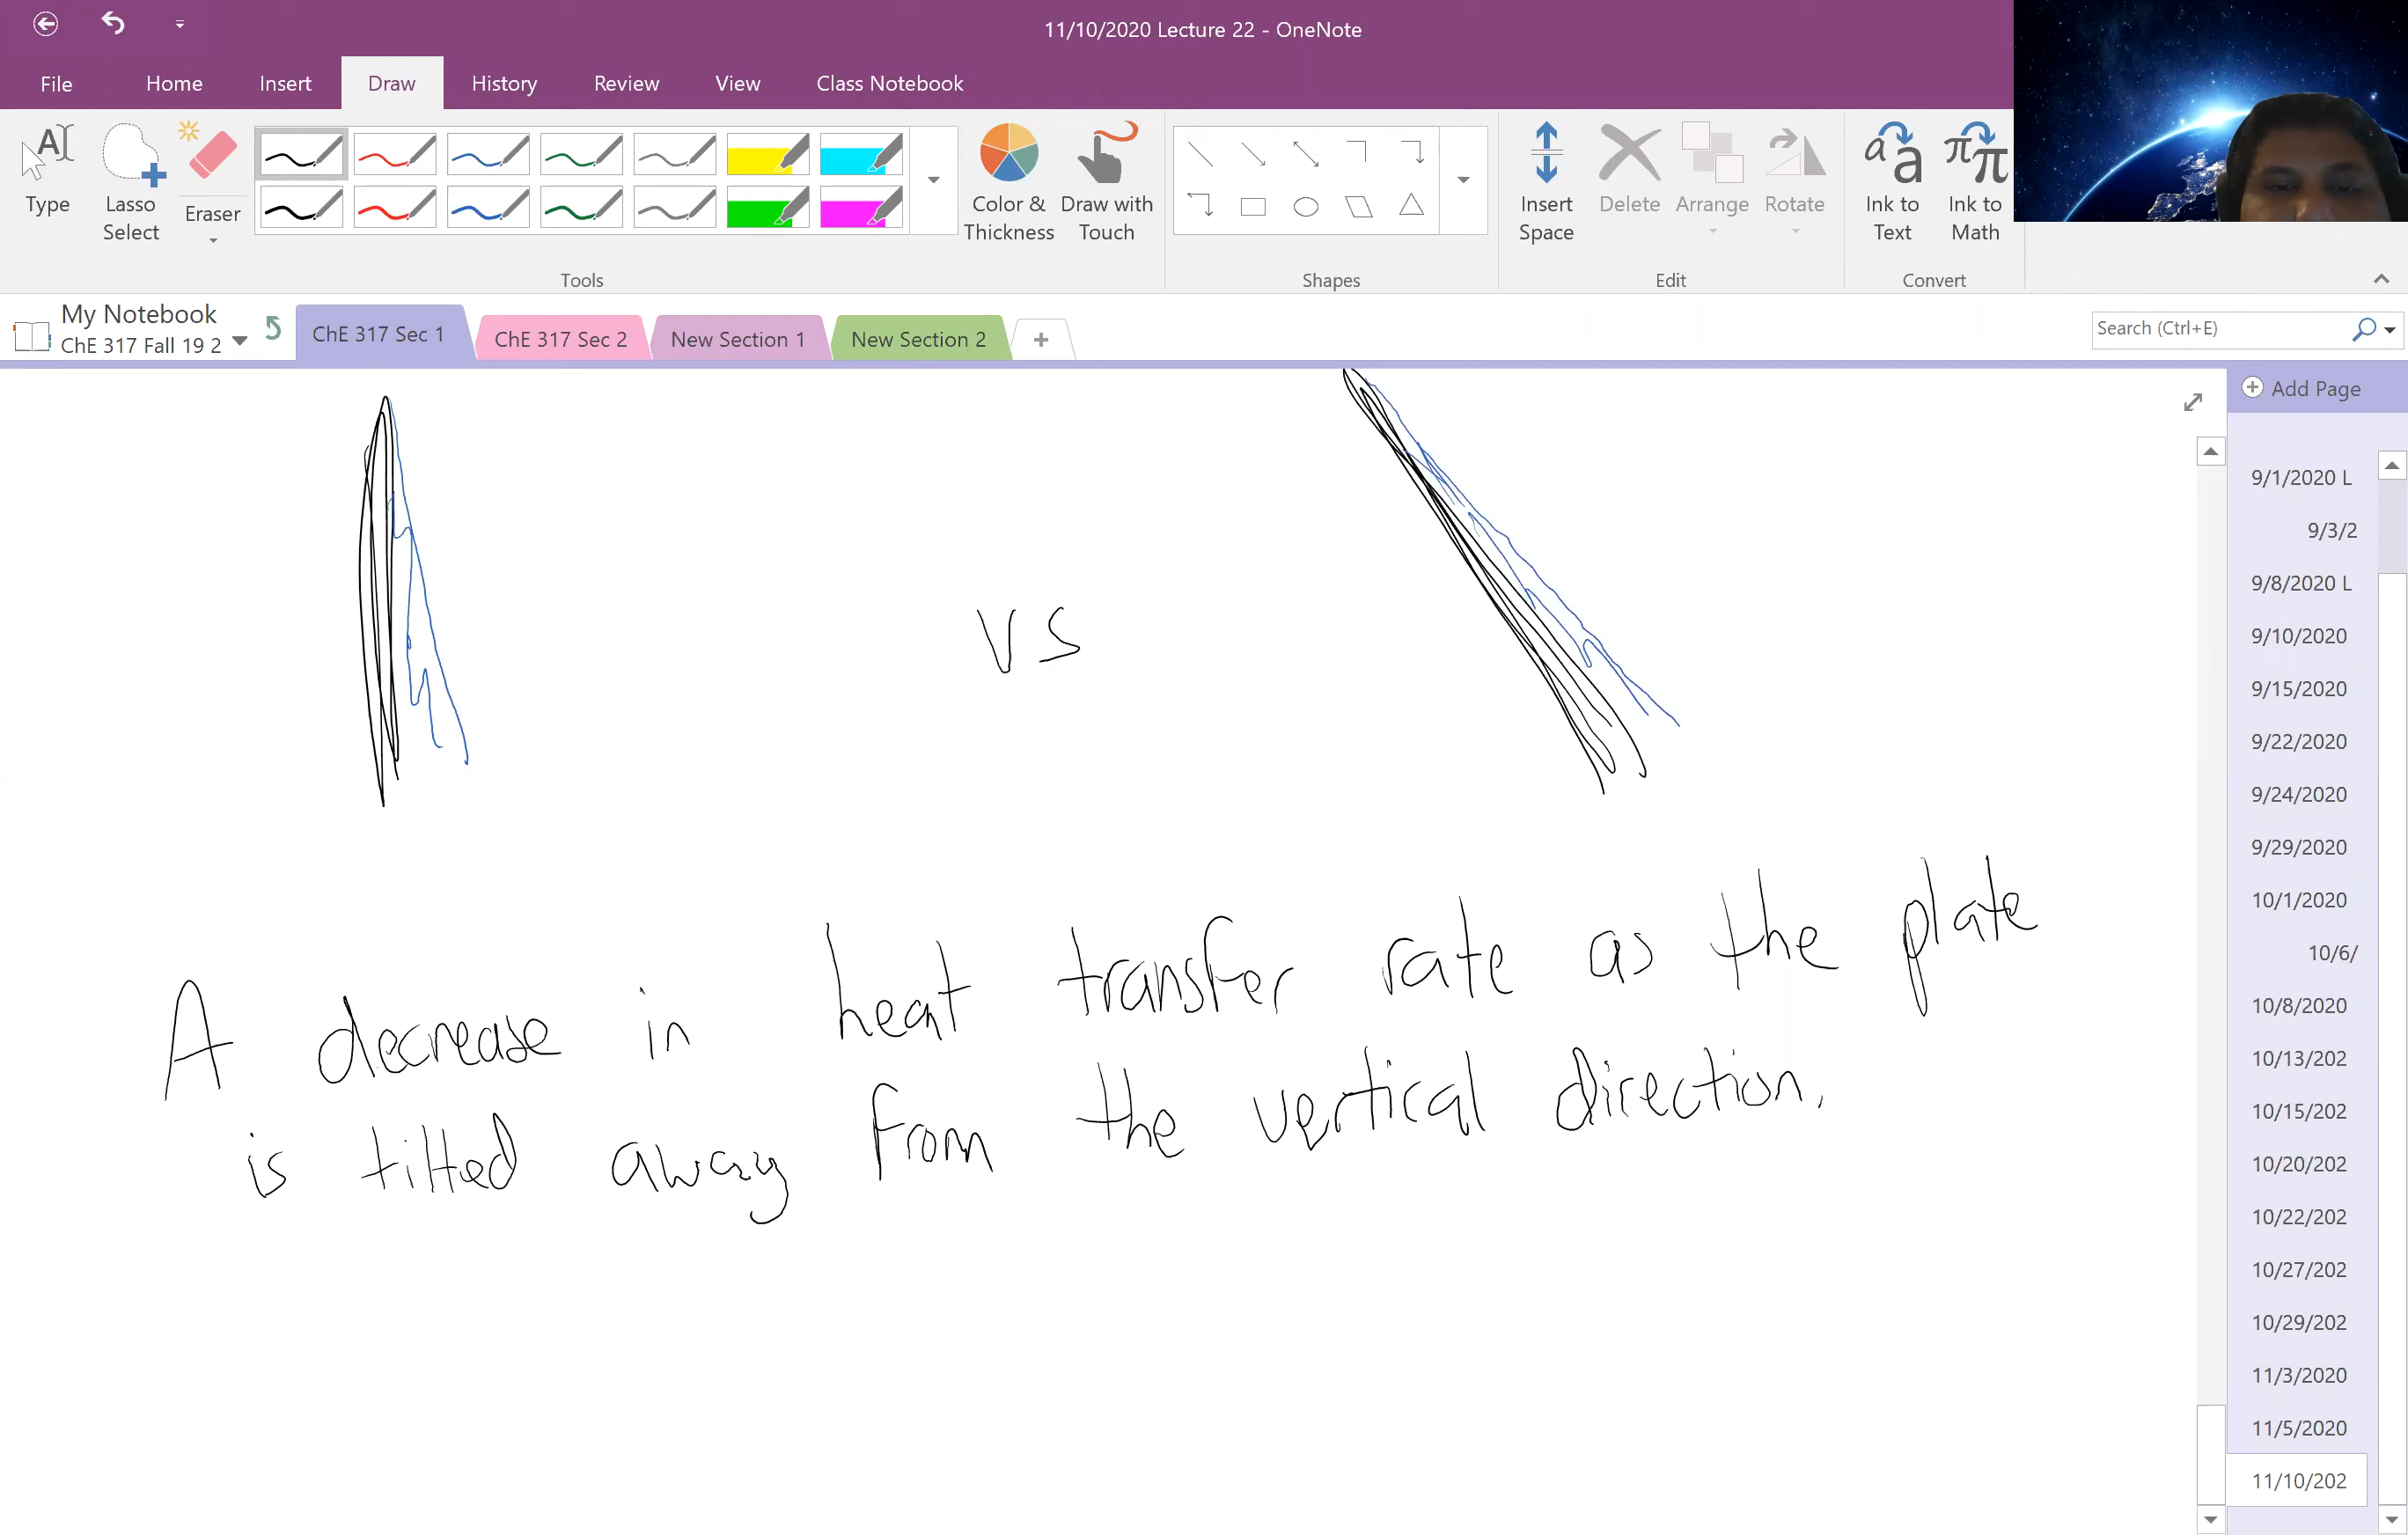 11/10/2020 Lecture 22 - OneNote
File
Home
Insert
Draw
History
Review
View
Class Notebook
Type
Lasso
Select
Eraser
Color &
Thickness
Draw with
Touch
Insert
Space
Delete
Arrange
Rotate
Ink to
Text
Ink to
Math
Tools
Shapes
Edit
Convert
My Notebook
ChE 317 Fall 19 2
ChE 317 Sec 1
ChE 317 Sec 2
New Section 1
New Section 2
Search (Ctrl+E)
Add Page
9/1/2020 L
9/3/2
9/8/2020 L
9/10/2020
9/15/2020
9/22/2020
9/24/2020
9/29/2020
10/1/2020
10/6/
10/8/2020
10/13/202
10/15/202
10/20/202
10/22/202
10/27/202
10/29/202
11/3/2020
11/5/2020
11/10/202
vs
A decrease in heat transfer rate as the plate
is tilted away from the vertical direction.